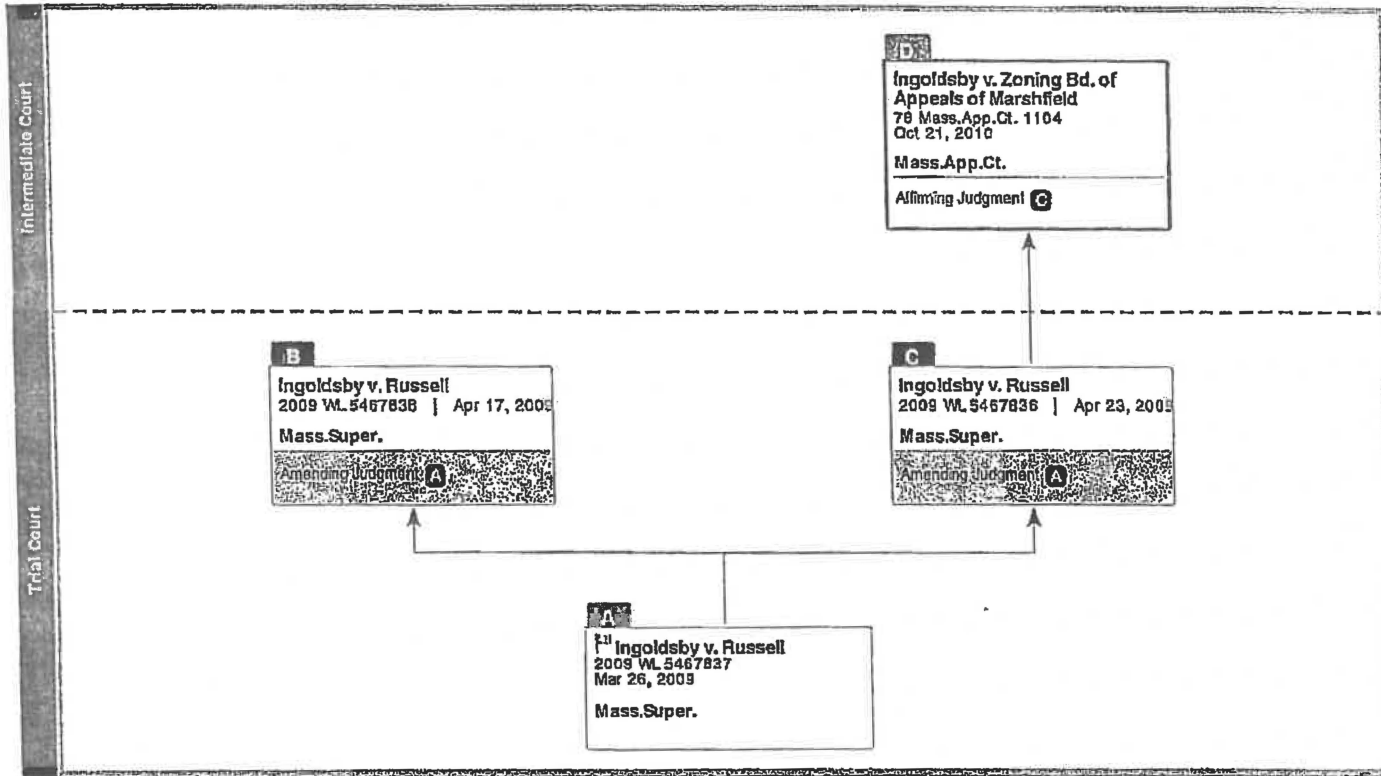 Intermediate Court
D
Ingoldsby v. Zoning Bd. of
Appeals of Marshfield
78 Mass.App.Ct. 1104
Oct 21, 2010
Mass.App.Ct.
Affirming Judgment C
Trial Court
B
Ingoldsby v. Russell
2009 WL 5467838 | Apr 17, 2009
Mass.Super.
Amending Judgment A
C
Ingoldsby v. Russell
2009 WL 5467836 | Apr 23, 2009
Mass.Super.
Amending Judgment A
A
Ingoldsby v. Russell
2009 WL 5467837
Mar 26, 2009
Mass.Super.